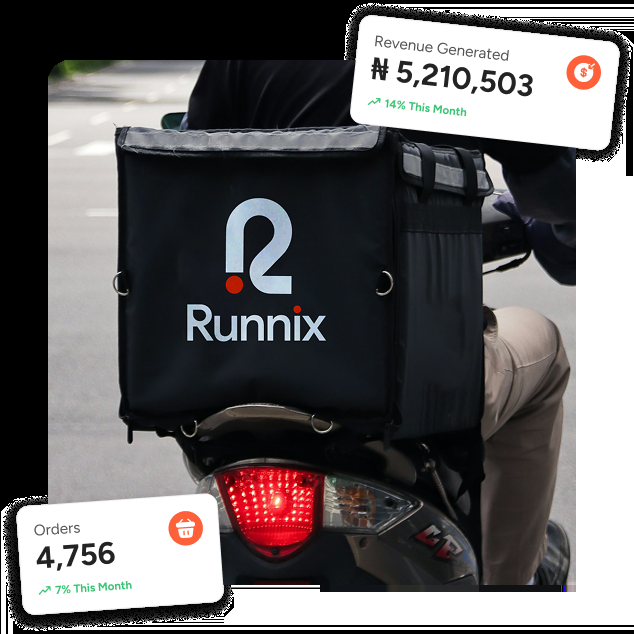 Revenue Generated
₦ 5,210,503
14% This Month
Runnix
Orders
4,756
7% This Month